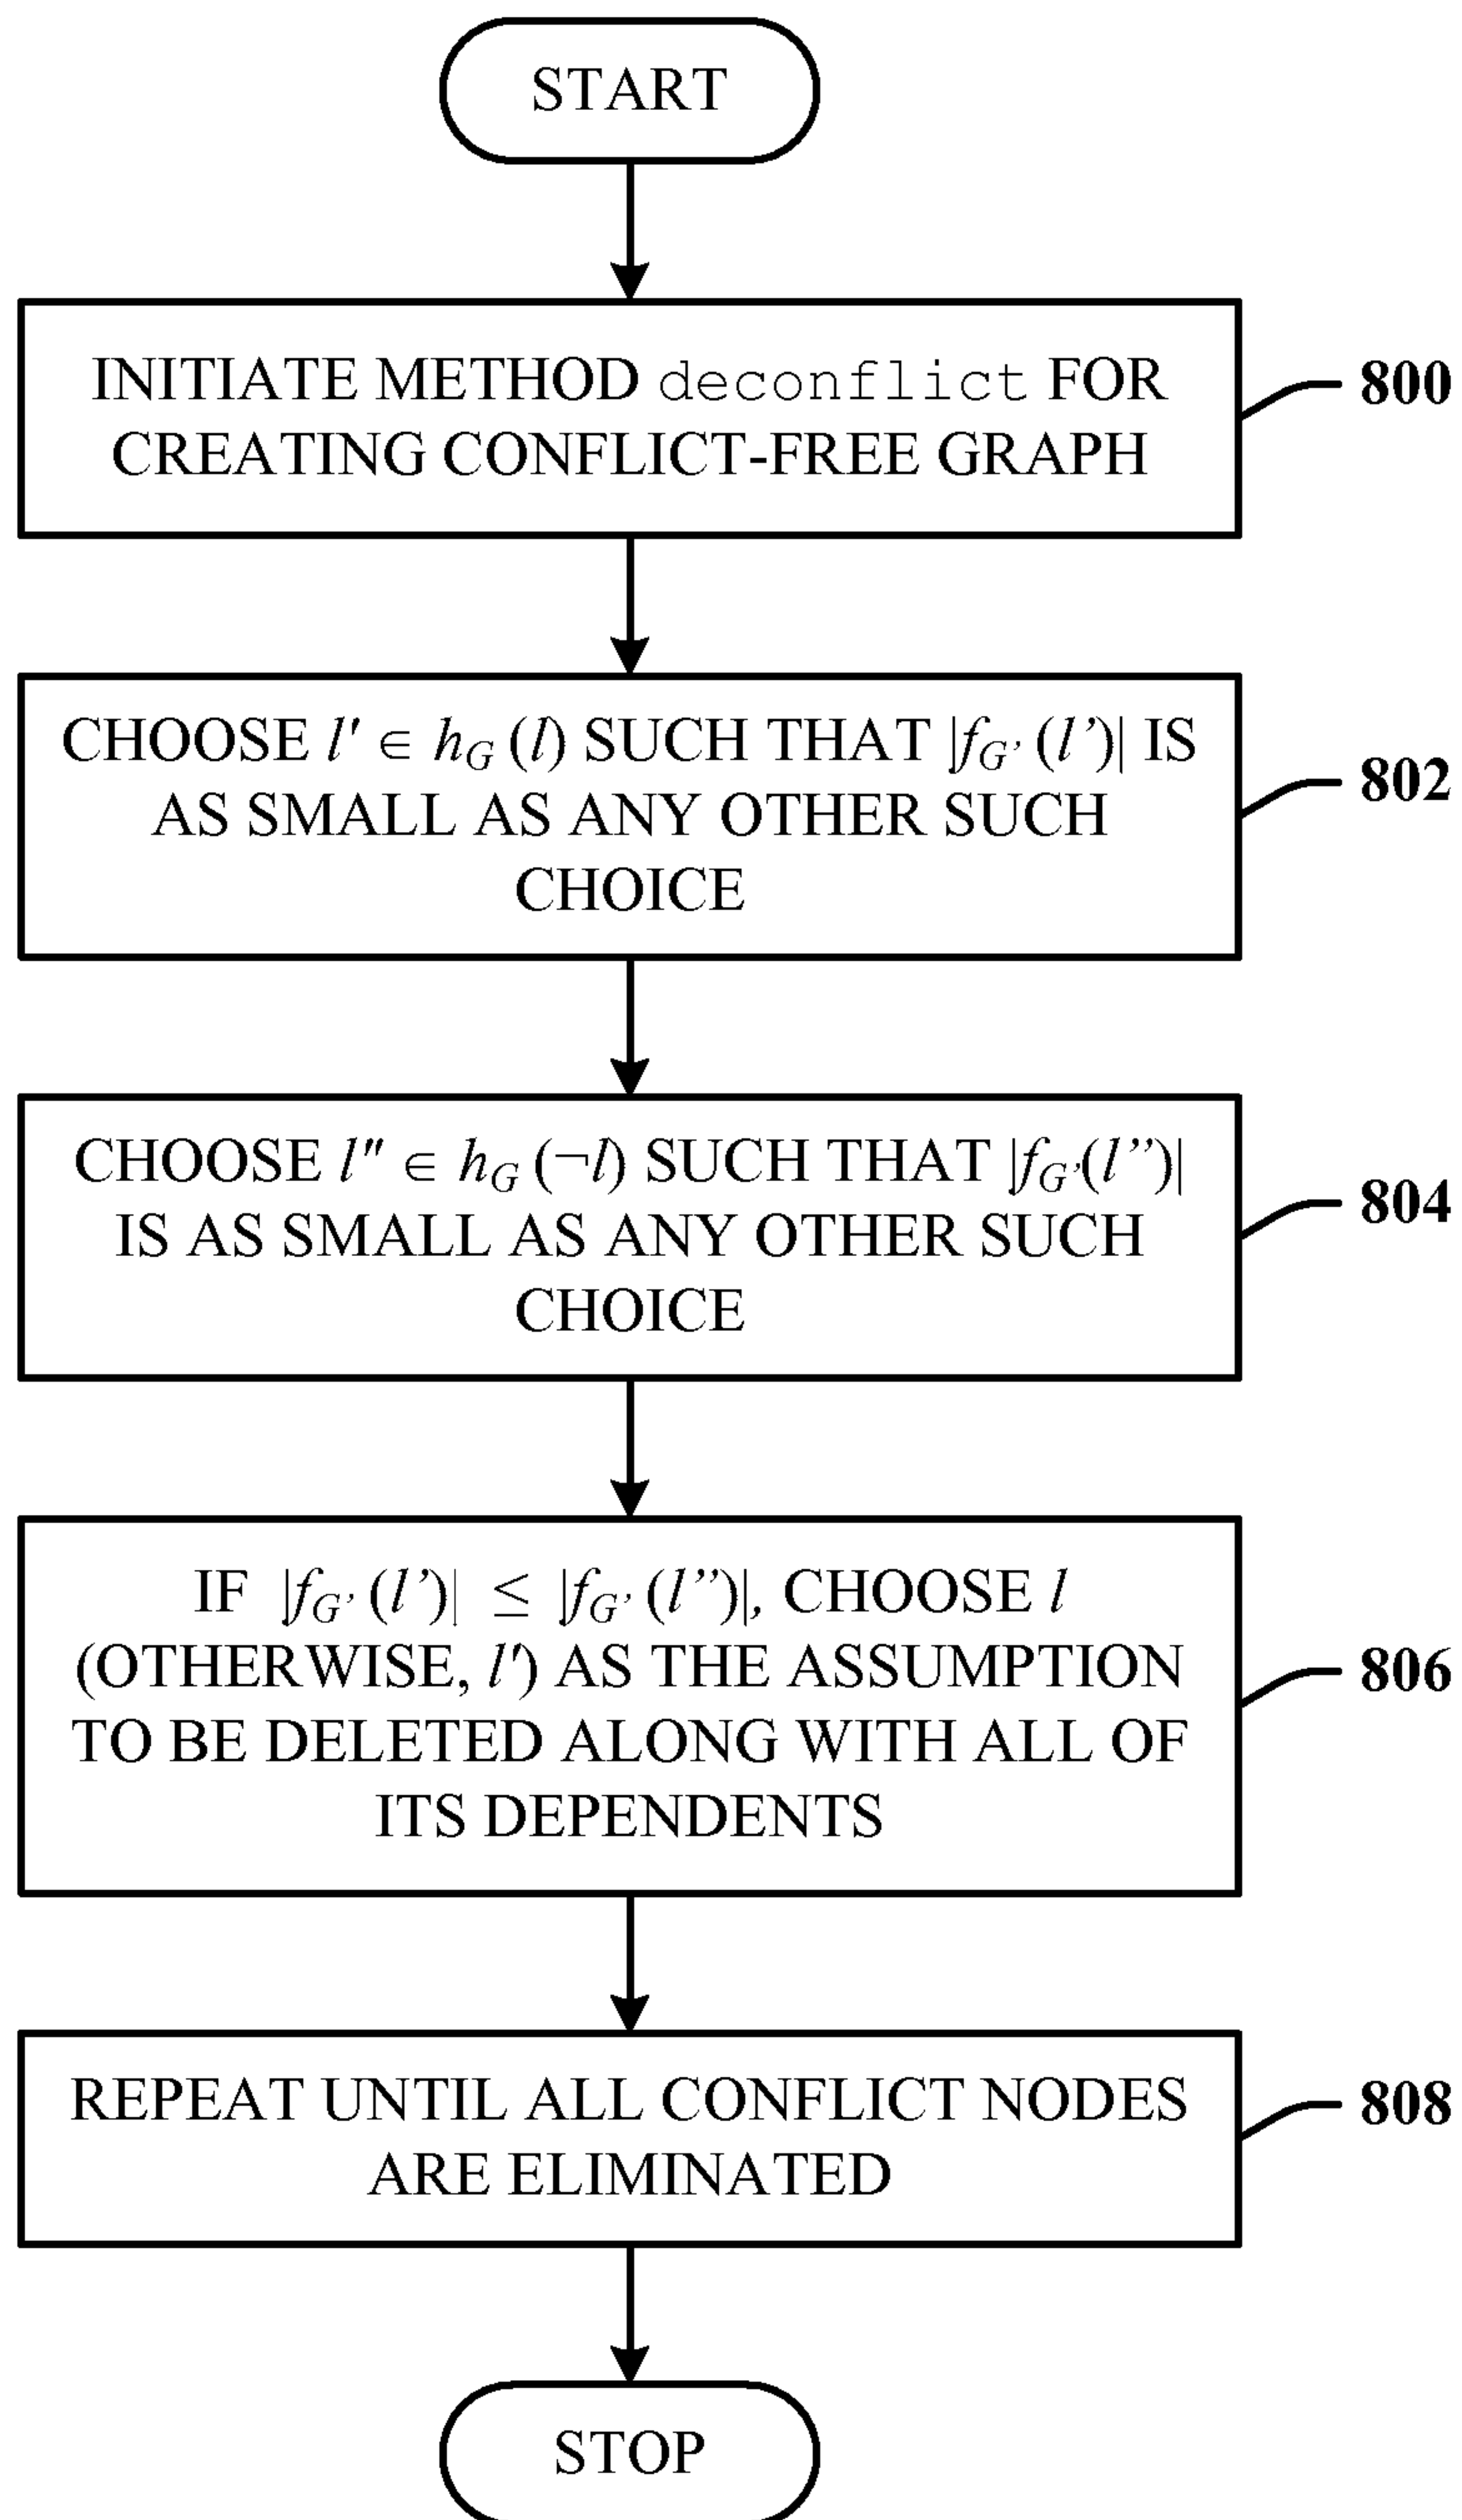 START
INITIATE METHOD deconflict FOR
CREATING CONFLICT-FREE GRAPH
800
CHOOSE l′ ∈ h_G (l) SUCH THAT |f_G’ (l’)| IS
AS SMALL AS ANY OTHER SUCH
CHOICE
802
CHOOSE l″ ∈ h_G (¬l) SUCH THAT |f_G’(l’’)|
IS AS SMALL AS ANY OTHER SUCH
CHOICE
804
IF |f_G’ (l’)| ≤ |f_G’ (l’’)|, CHOOSE l
(OTHERWISE, l′) AS THE ASSUMPTION
TO BE DELETED ALONG WITH ALL OF
ITS DEPENDENTS
806
REPEAT UNTIL ALL CONFLICT NODES
ARE ELIMINATED
808
STOP